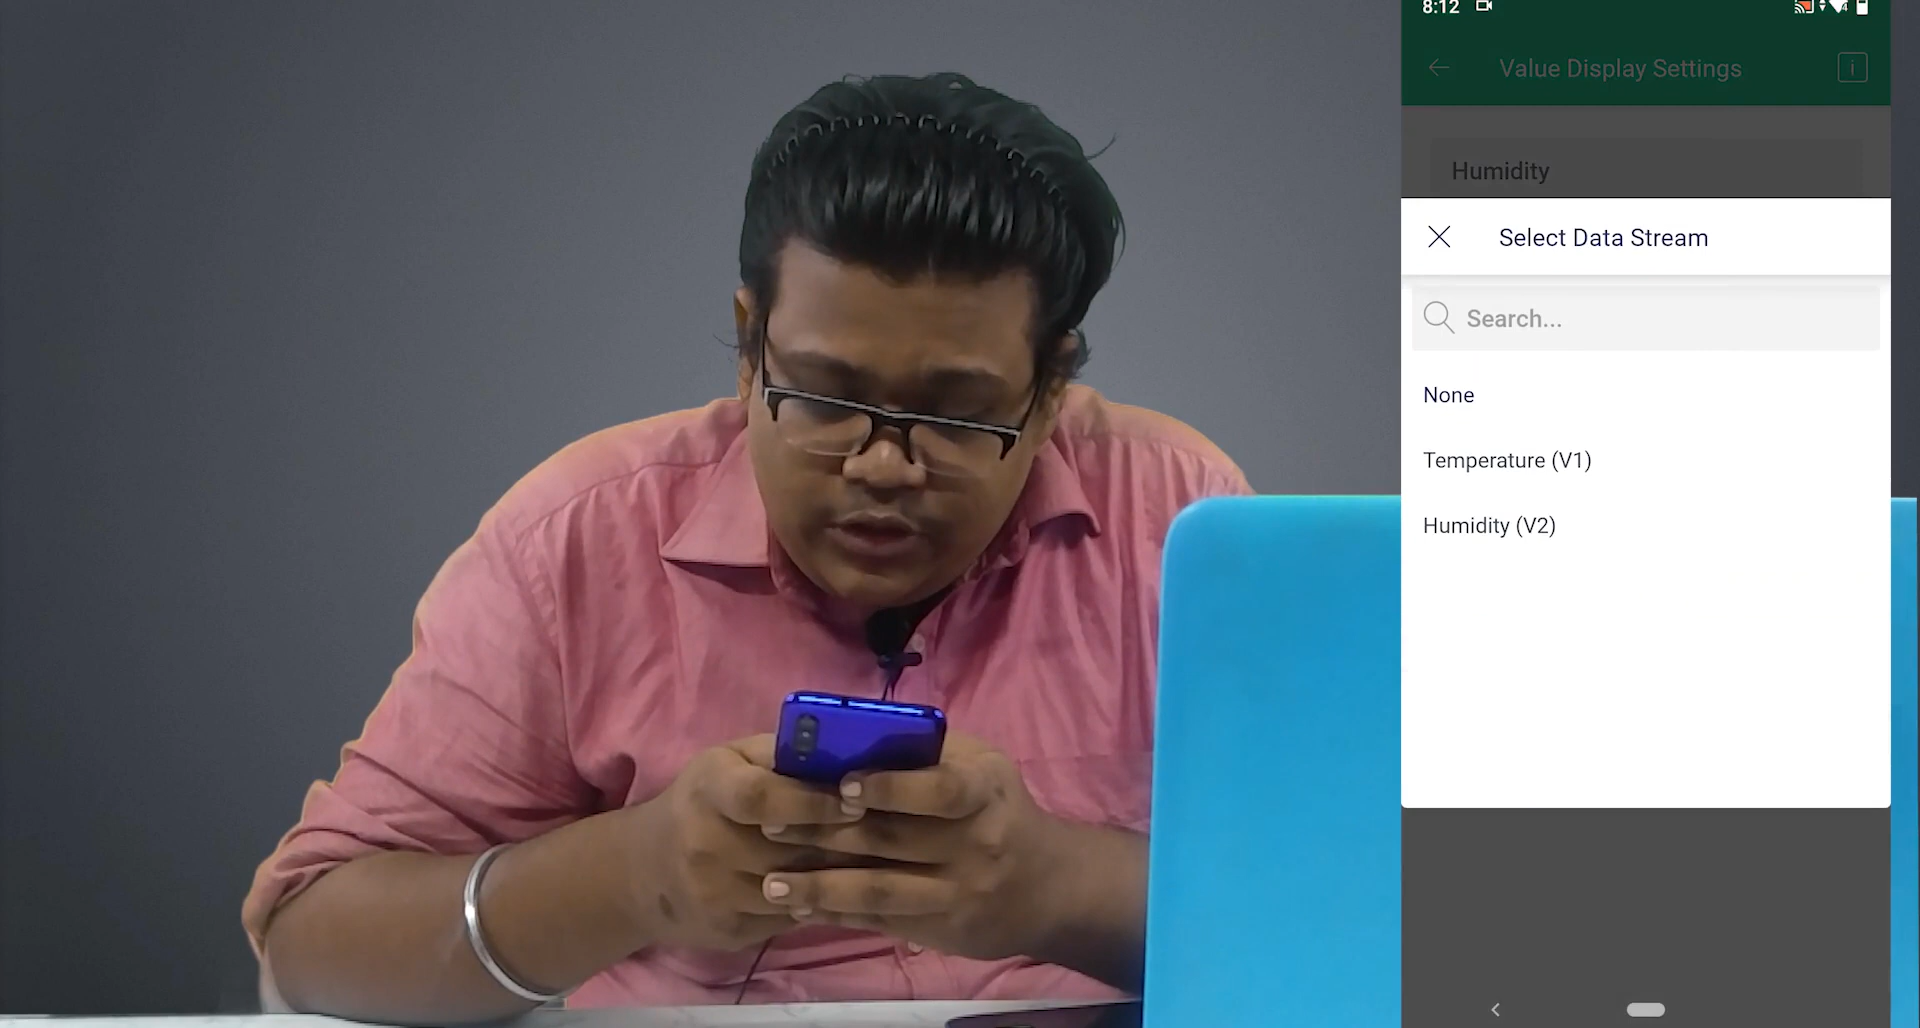 8:12
Value Display Settings
Humidity
Select Data Stream
Search...
None
Temperature (V1)
Humidity (V2)